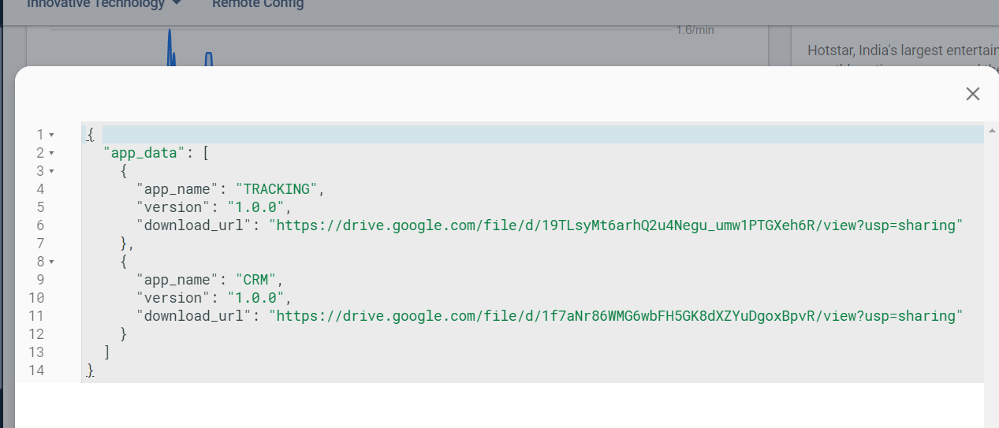 Innovative Technology Remote Config
1.6/min
Hotstar, India's largest entertain
1 {
2 "app_data": [
3 {
4 "app_name": "TRACKING",
5 "version": "1.0.0",
6 "download_url": "https://drive.google.com/file/d/19TLsyMt6arhQ2u4Negu_umw1PTGXeh6R/view?usp=sharing"
7 },
8 {
9 "app_name": "CRM",
10 "version": "1.0.0",
11 "download_url": "https://drive.google.com/file/d/1f7aNr86WMG6wbFH5GK8dXZYuDgoxBpvR/view?usp=sharing"
12 }
13 ]
14 }